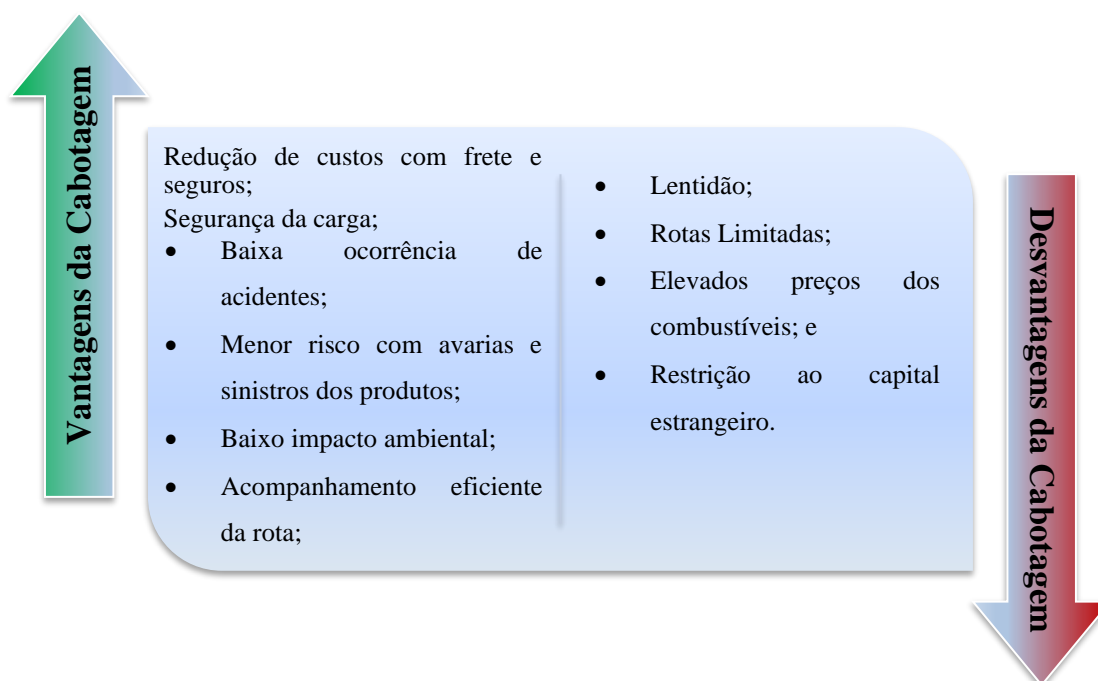 Vantagens da Cabotagem
Redução de custos com frete e
seguros;
Segurança da carga;
• Baixa ocorrência de
acidentes;
• Menor risco com avarias e
sinistros dos produtos;
• Baixo impacto ambiental;
• Acompanhamento eficiente
da rota;
• Lentidão;
• Rotas Limitadas;
• Elevados preços dos
combustíveis; e
• Restrição ao capital
estrangeiro.
Desvantagens da Cabotagem